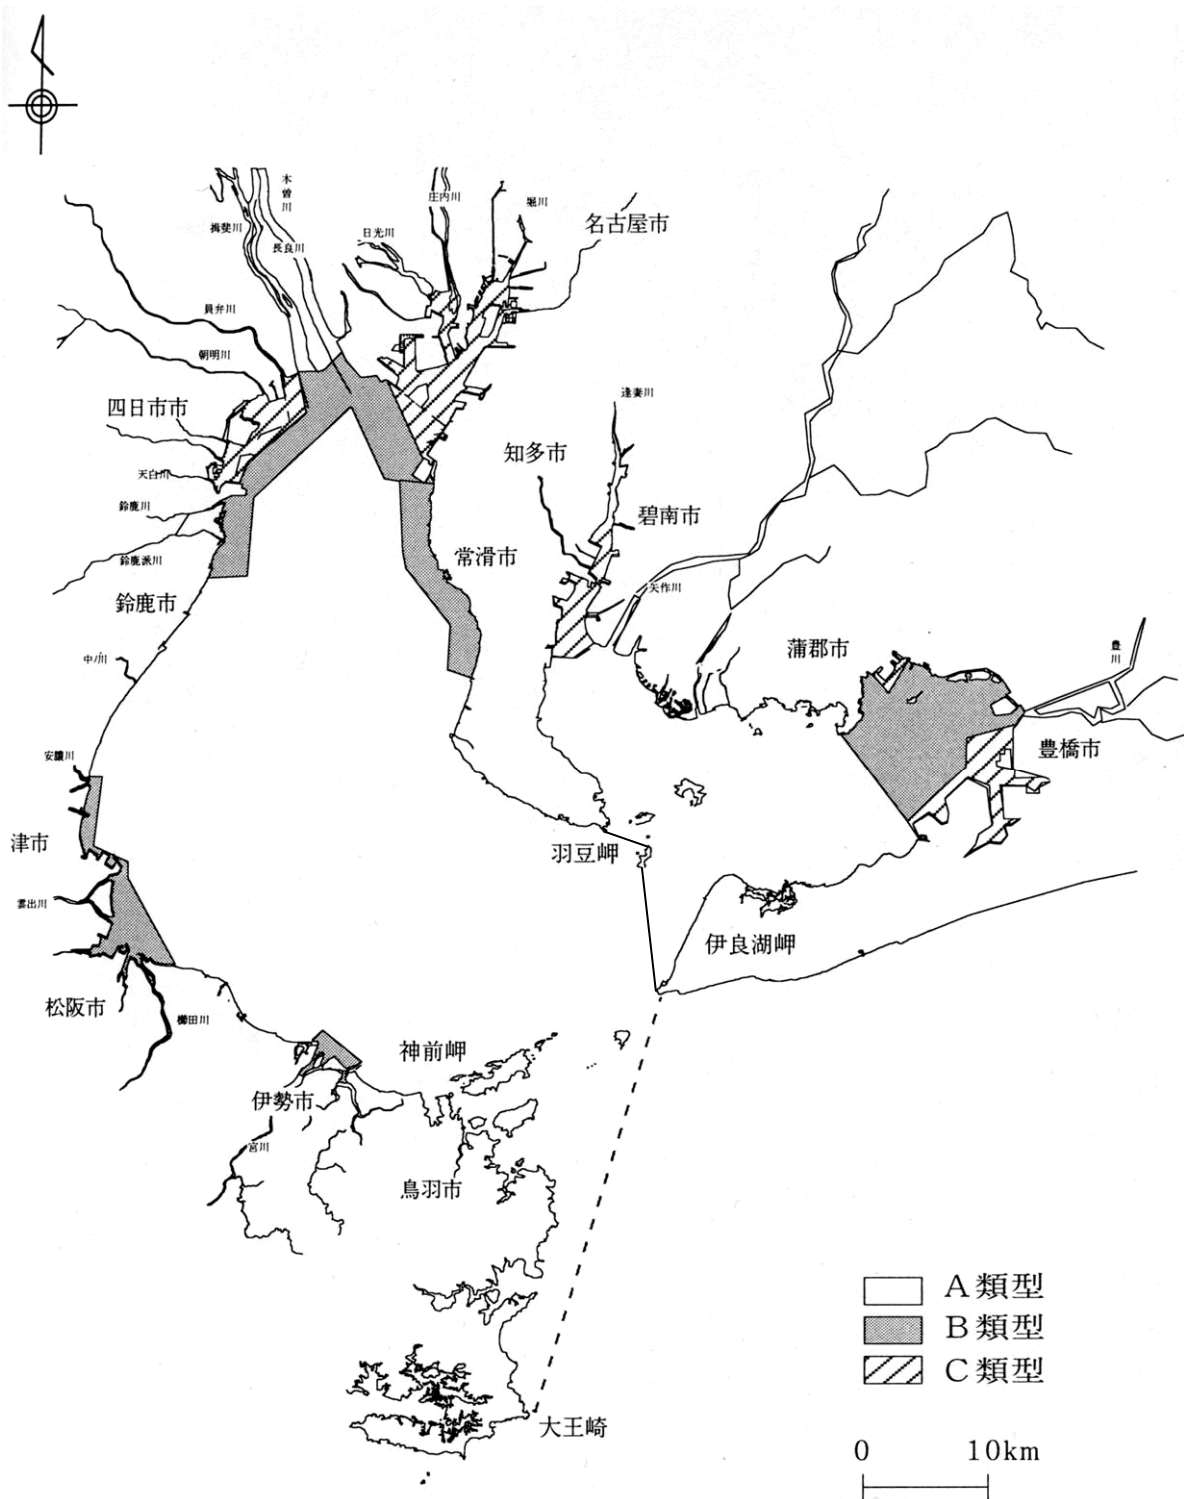 木曽川
庄内川
堀川
揖斐川
日光川
名古屋市
長良川
員弁川
朝明川
四日市市
逢妻川
知多市
天白川
鈴鹿川
碧南市
常滑市
鈴鹿派川
矢作川
鈴鹿市
蒲郡市
豊川
中ノ川
豊橋市
安濃川
津市
羽豆岬
雲出川
伊良湖岬
松阪市
櫛田川
神前岬
伊勢市
宮川
鳥羽市
A類型
B類型
C類型
大王崎
0 10km